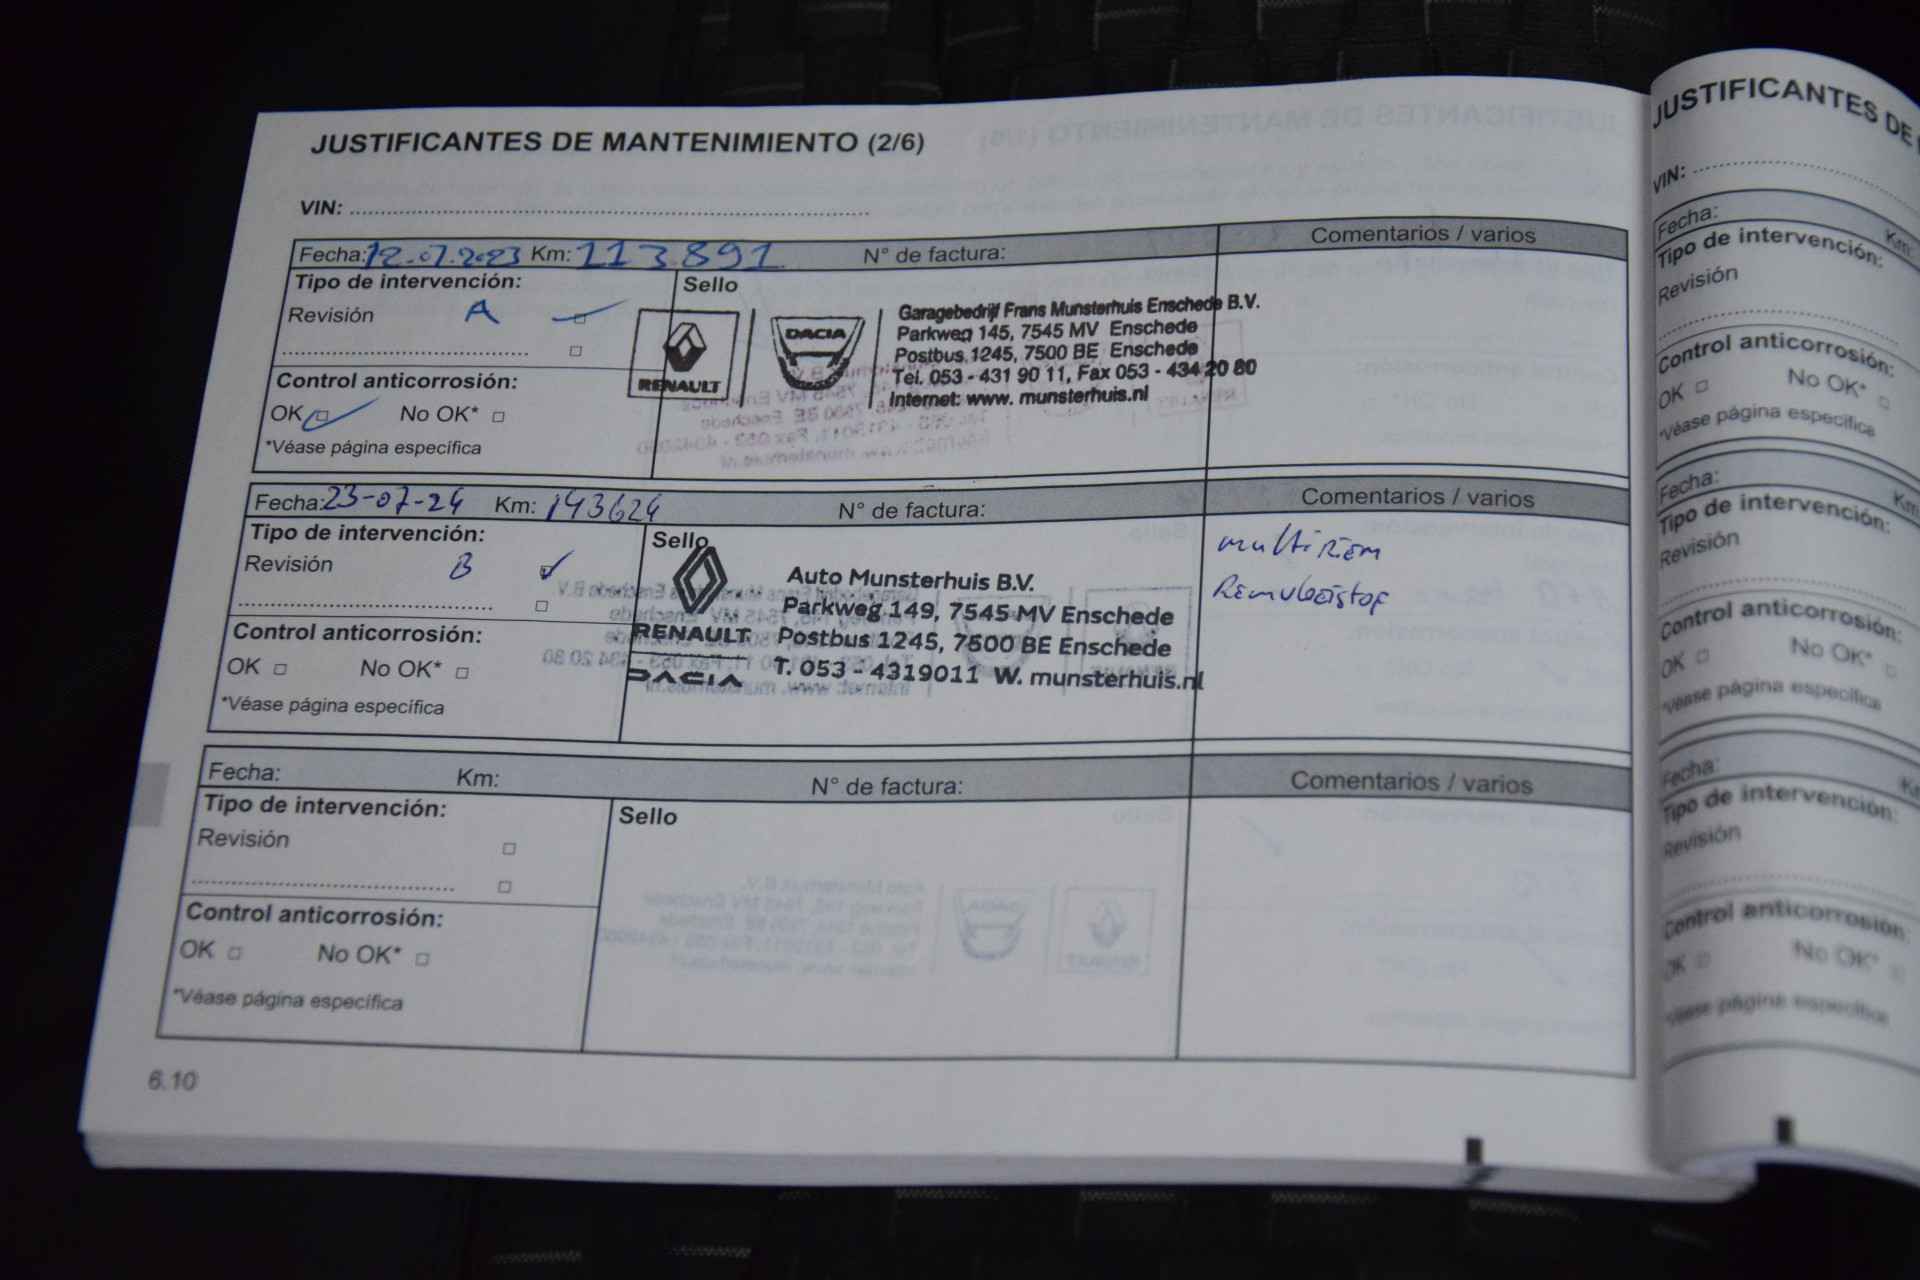 JUSTIFICANTES DE MANTENIMIENTO (2/6)
VIN:
Fecha: 12-07-2023 Km: 113.891 N° de factura: Comentarios / varios
Tipo de intervención: Sello
Revisión A
Garagebedrijf Frans Munsterhuis Enschede B.V.
Parkweg 145, 7545 MV Enschede
Postbus 1245, 7500 BE Enschede
Tel. 053 - 431 90 11, Fax 053 - 434 20 80
Internet: www. munsterhuis.nl
RENAULT
DACIA
Control anticorrosión:
OK No OK*
*Véase página específica
Fecha: 23-07-24 Km: 143624 N° de factura: Comentarios / varios
Tipo de intervención: Sello
Revisión B
Auto Munsterhuis B.V.
Parkweg 149, 7545 MV Enschede
RENAULT Postbus 1245, 7500 BE Enschede
DACIA T. 053 - 4319011 W. munsterhuis.nl
multiriem
Remvloeistof
Control anticorrosión:
OK No OK*
*Véase página específica
Fecha: Km: N° de factura: Comentarios / varios
Tipo de intervención: Sello
Revisión
Control anticorrosión:
OK No OK*
*Véase página específica
6.10
JUSTIFICANTES DE
VIN:
Fecha: Km:
Tipo de intervención:
Revisión
Control anticorrosión:
OK No OK*
*Véase página específica
Fecha: Km
Tipo de intervención:
Revisión
Control anticorrosión:
OK No OK*
*Véase página específica
Fecha:
Tipo de intervención:
Revisión
Control anticorrosión:
OK No OK*
*Véase página específica